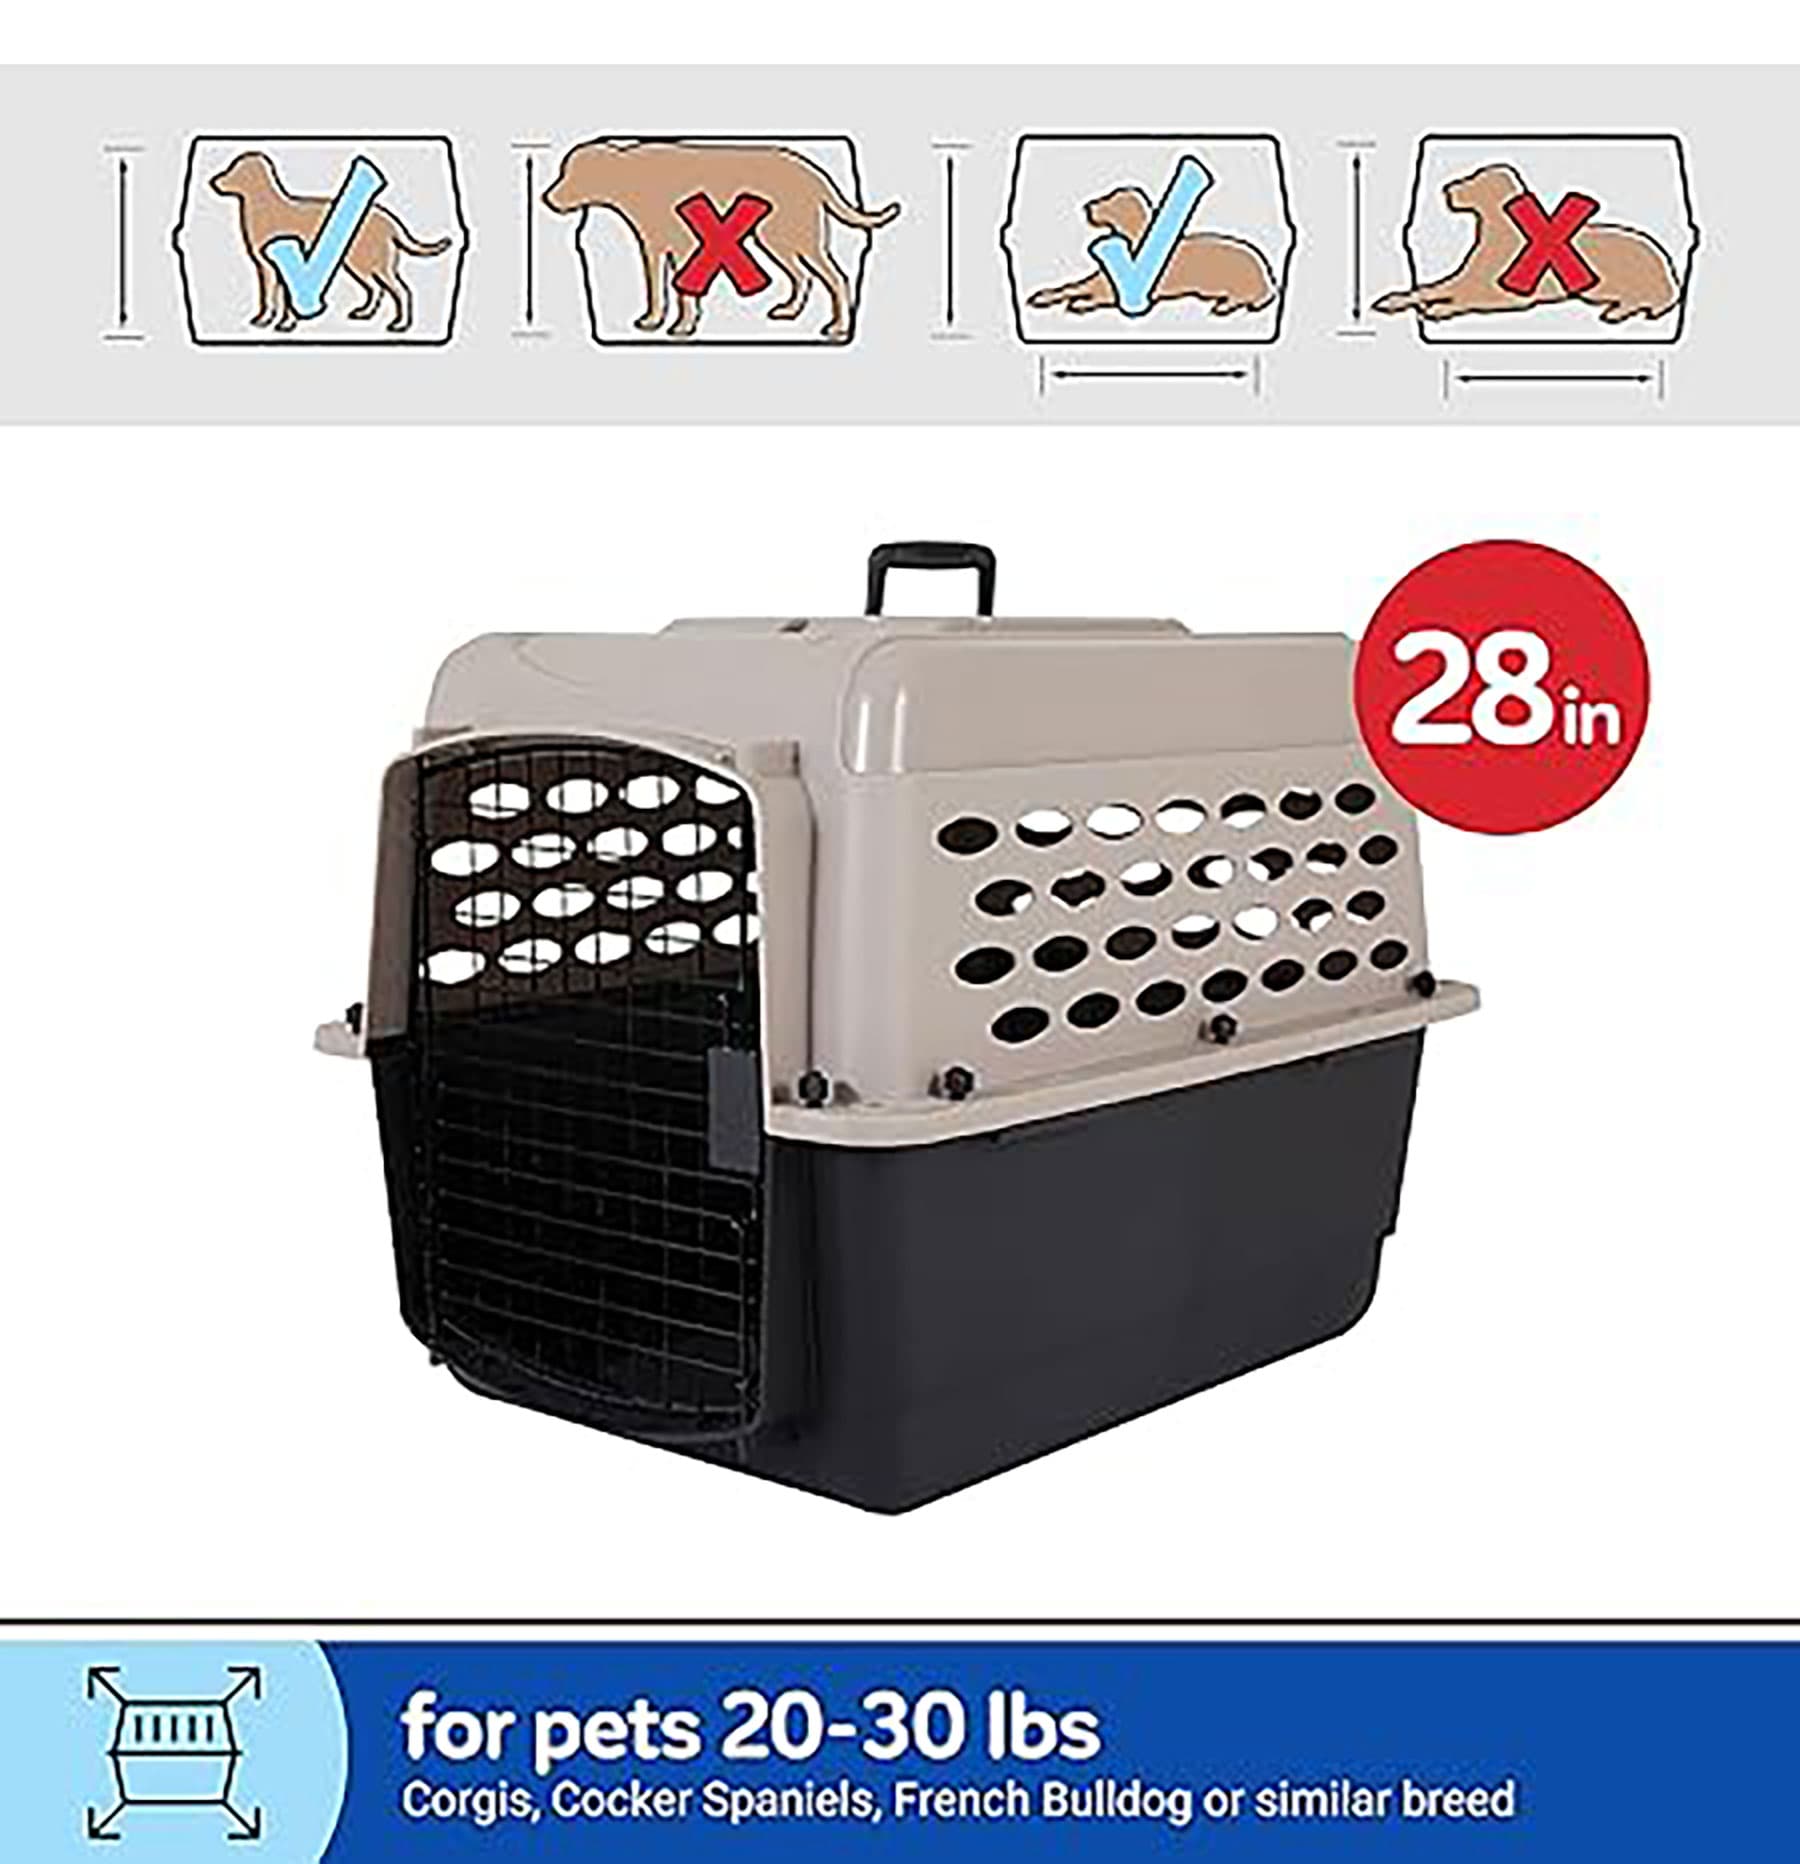 28in
for pets 20-30 lbs
Corgis, Cocker Spaniels, French Bulldog or similar breed